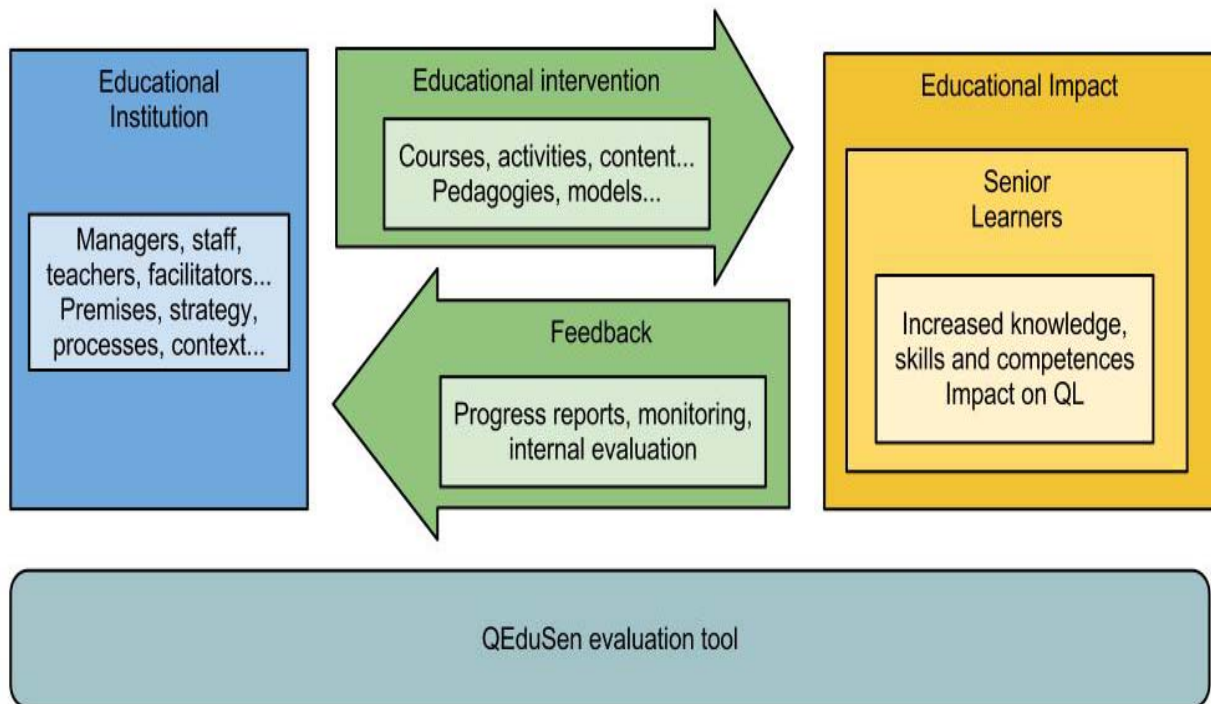 Educational
Institution
Managers, staff,
teachers, facilitators...
Premises, strategy,
processes, context...
Educational intervention
Courses, activities, content...
Pedagogies, models...
Feedback
Progress reports, monitoring,
internal evaluation
Educational Impact
Senior
Learners
Increased knowledge,
skills and competences
Impact on QL
QEduSen evaluation tool